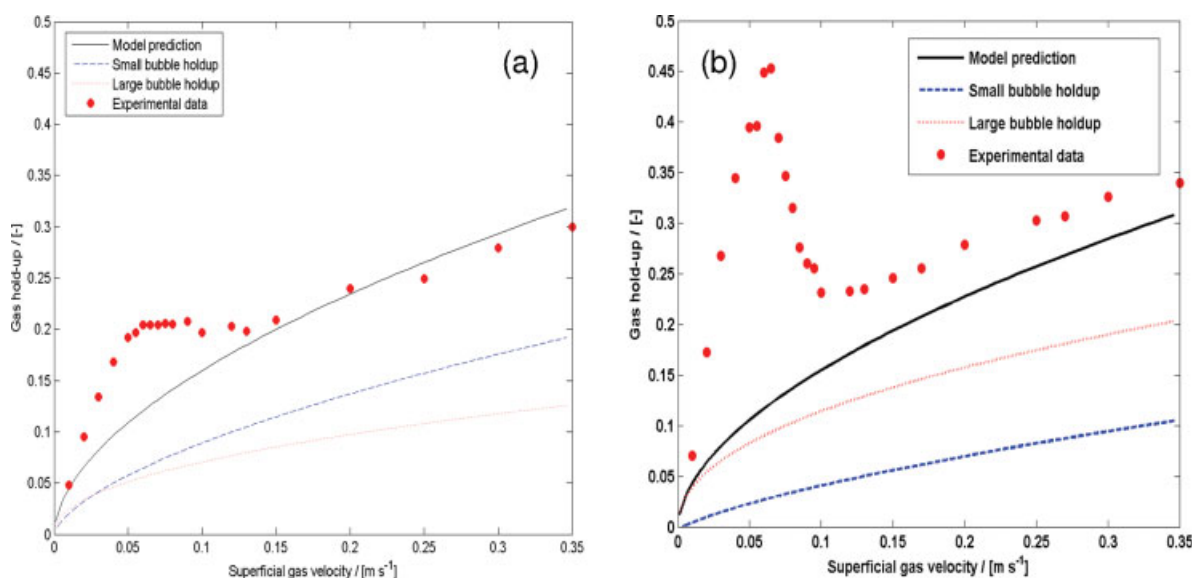 (a)
Model prediction
Small bubble holdup
Large bubble holdup
Experimental data
0.5
0.45
0.4
0.35
0.3
0.25
0.2
0.15
0.1
0.05
0
Gas hold-up / [-]
0 0.05 0.1 0.15 0.2 0.25 0.3 0.35
Superficial gas velocity / [m s⁻¹]
(b)
Model prediction
Small bubble holdup
Large bubble holdup
Experimental data
0.5
0.45
0.4
0.35
0.3
0.25
0.2
0.15
0.1
0.05
0
Gas hold-up / [-]
0 0.05 0.1 0.15 0.2 0.25 0.3 0.35
Superficial gas velocity / [m s⁻¹]